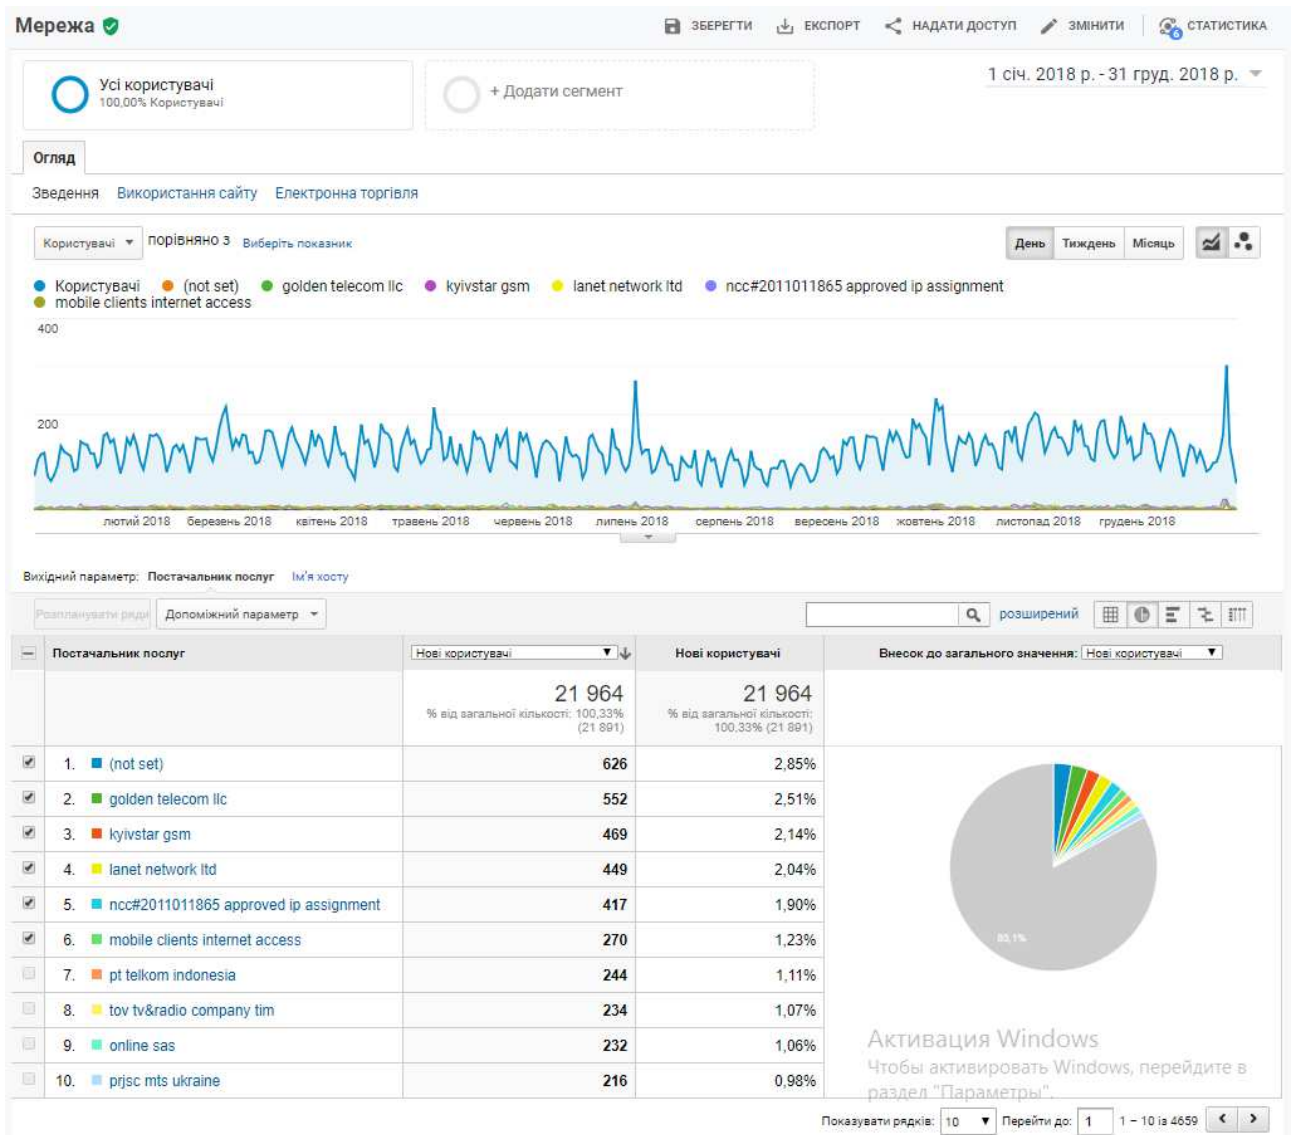 Мережа
ЗБЕРЕГТИ ЕКСПОРТ НАДАТИ ДОСТУП ЗМІНИТИ 6 СТАТИСТИКА
Усі користувачі
100,00% Користувачі
+ Додати сегмент
1 січ. 2018 р. - 31 груд. 2018 р.
Огляд
Зведення Використання сайту Електронна торгівля
Користувачі порівняно з Виберіть показник
День Тиждень Місяць
Користувачі (not set) golden telecom llc kyivstar gsm lanet network ltd ncc#2011011865 approved ip assignment
mobile clients internet access
400
200
лютий 2018 березень 2018 квітень 2018 травень 2018 червень 2018 липень 2018 серпень 2018 вересень 2018 жовтень 2018 листопад 2018 грудень 2018
Вихідний параметр: Постачальник послуг Ім'я хосту
Розпланувати ряди Допоміжний параметр розширений
Постачальник послуг Нові користувачі Нові користувачі Внесок до загального значення: Нові користувачі
21 964 21 964
% від загальної кількості: 100,33% % від загальної кількості:
(21 891) 100,33% (21 891)
1. (not set) 626 2,85%
2. golden telecom llc 552 2,51%
3. kyivstar gsm 469 2,14%
4. lanet network ltd 449 2,04%
5. ncc#2011011865 approved ip assignment 417 1,90%
6. mobile clients internet access 270 1,23%
7. pt telkom indonesia 244 1,11%
8. tov tv&radio company tim 234 1,07%
9. online sas 232 1,06%
10. prjsc mts ukraine 216 0,98%
83,1%
Активация Windows
Чтобы активировать Windows, перейдите в
раздел "Параметры".
Показувати рядків: 10 Перейти до: 1 1 – 10 із 4659